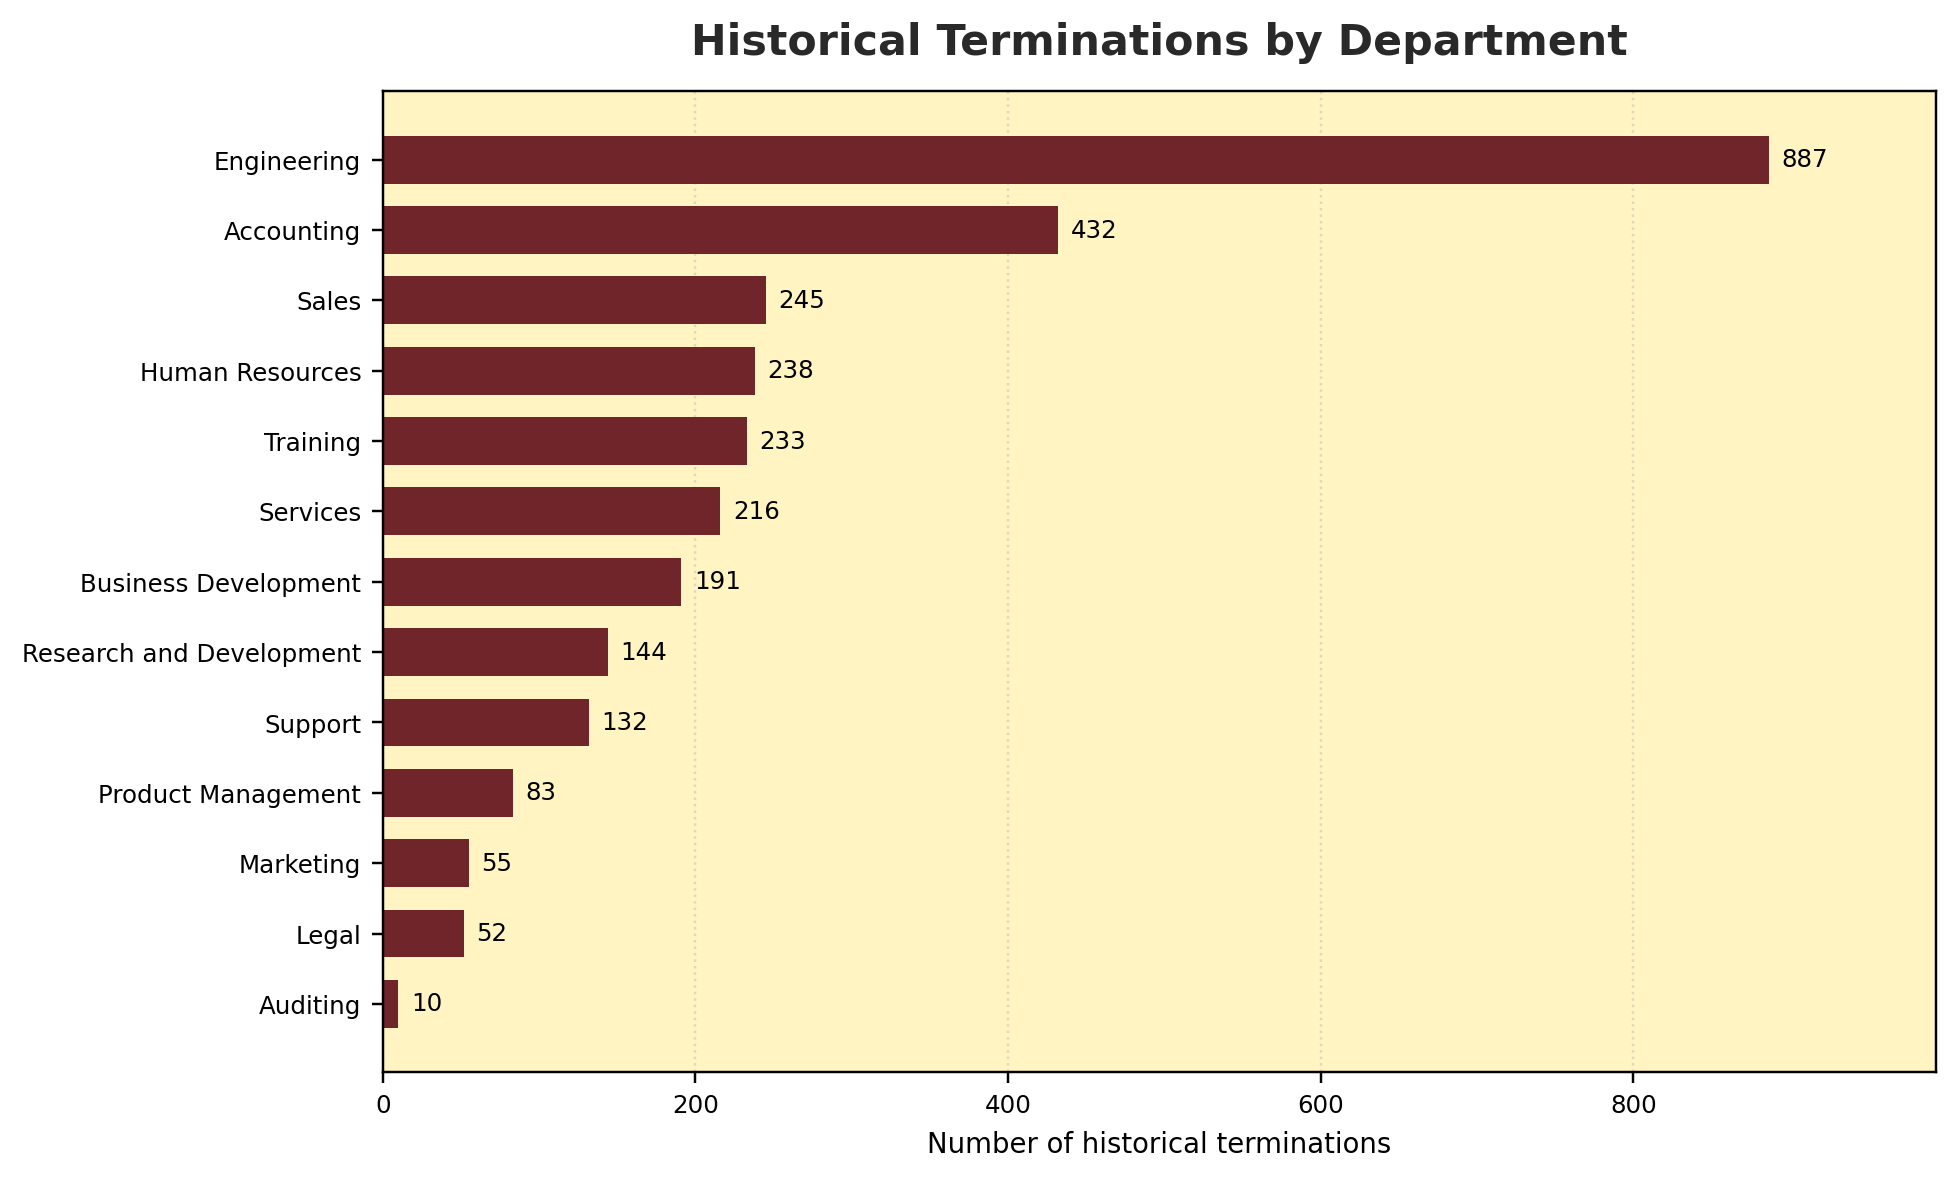 Historical Terminations by Department
Engineering 887
Accounting 432
Sales 245
Human Resources 238
Training 233
Services 216
Business Development 191
Research and Development 144
Support 132
Product Management 83
Marketing 55
Legal 52
Auditing 10
0 200 400 600 800
Number of historical terminations